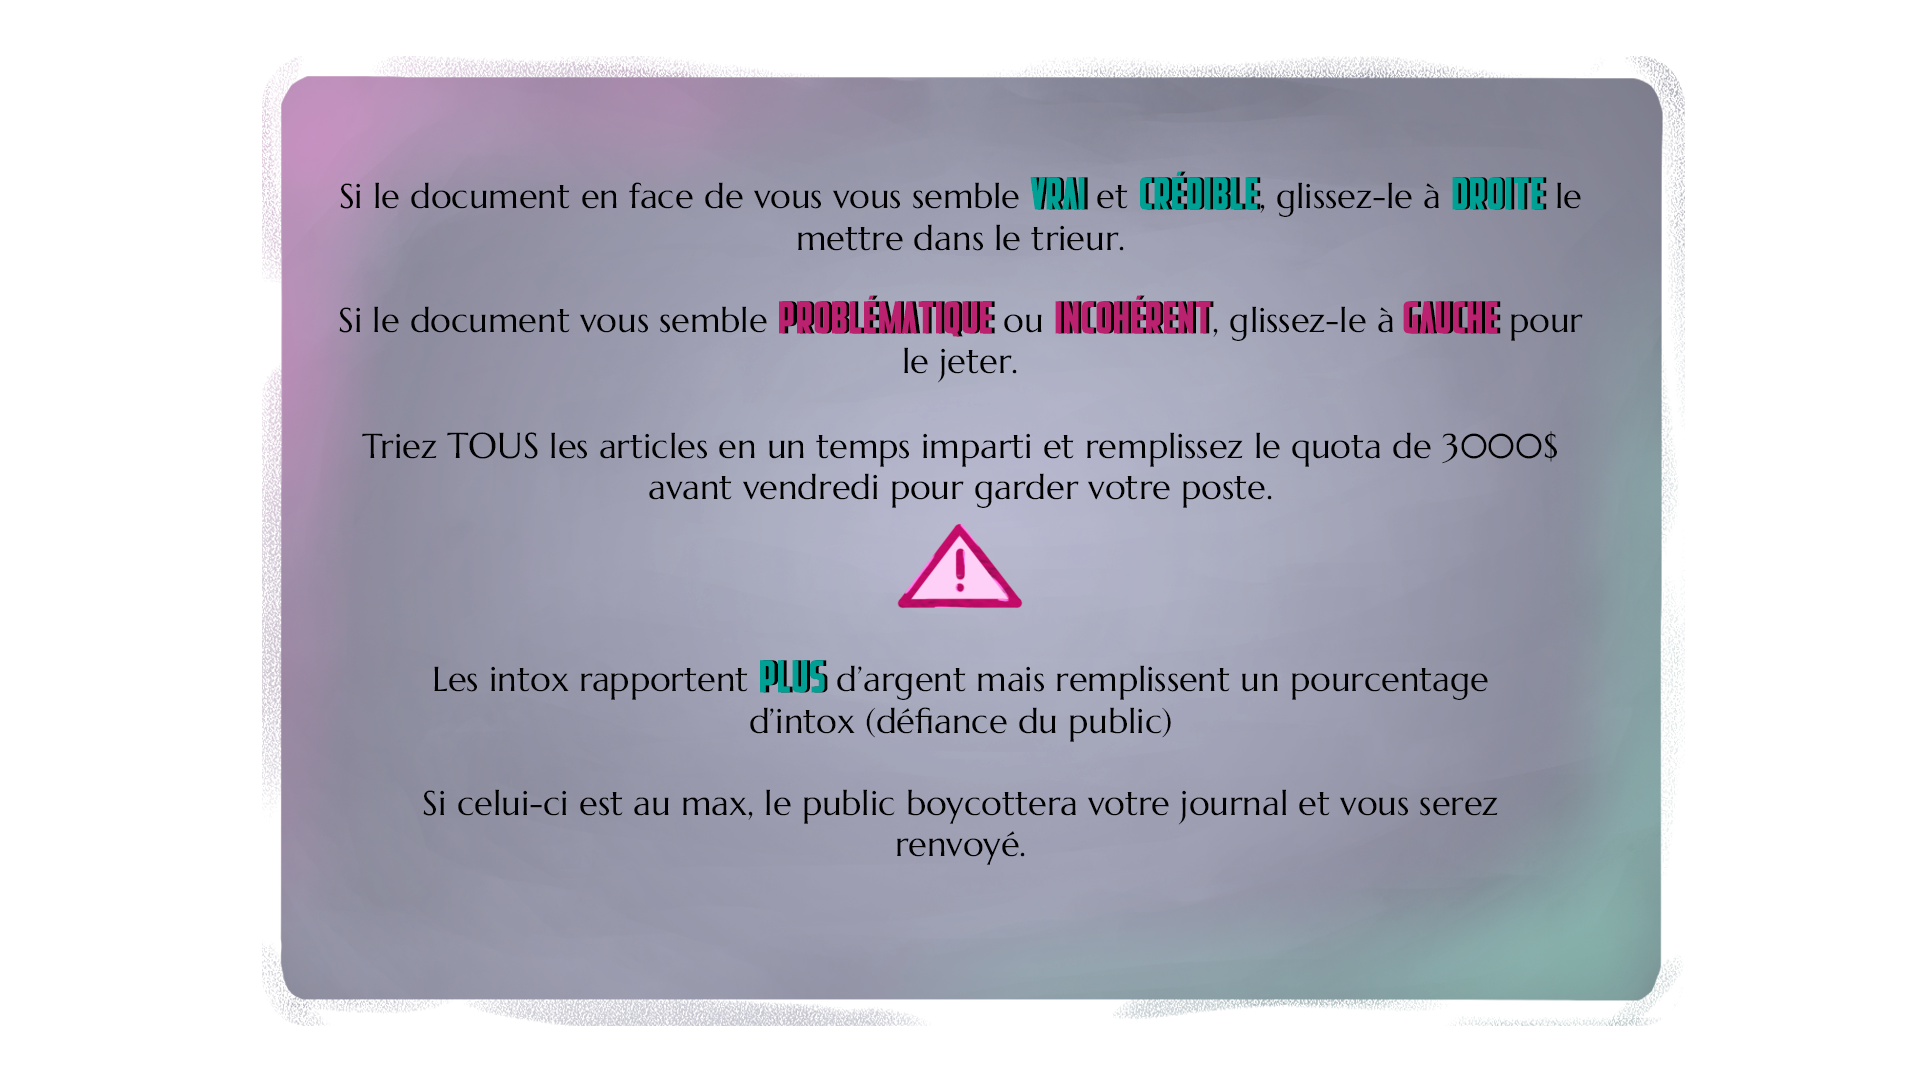 Si le document en face de vous vous semble VRAI et CRÉDIBLE, glissez-le à DROITE le
mettre dans le trieur.
Si le document vous semble PROBLÉMATIQUE ou INCOHÉRENT, glissez-le à GAUCHE pour
le jeter.
Triez TOUS les articles en un temps imparti et remplissez le quota de 3000$
avant vendredi pour garder votre poste.
!
Les intox rapportent PLUS d'argent mais remplissent un pourcentage
d'intox (défiance du public)
Si celui-ci est au max, le public boycottera votre journal et vous serez
renvoyé.